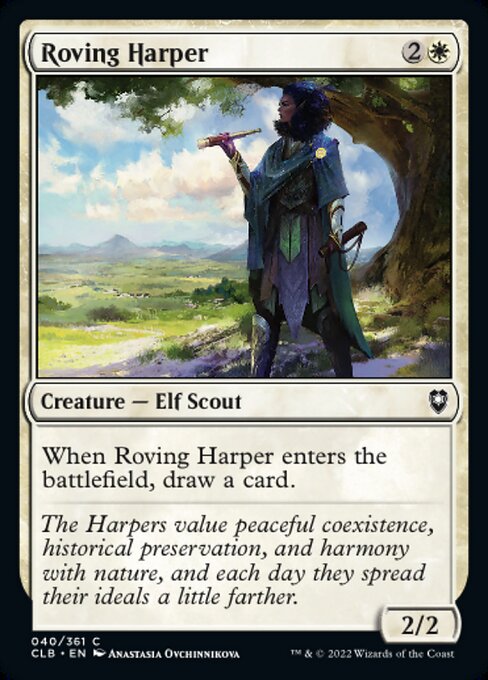 Roving Harper 2
Creature — Elf Scout
When Roving Harper enters the
battlefield, draw a card.
The Harpers value peaceful coexistence,
historical preservation, and harmony
with nature, and each day they spread
their ideals a little farther.
2/2
040/361 C
CLB • EN Anastasia Ovchinnikova
™ & © 2022 Wizards of the Coast